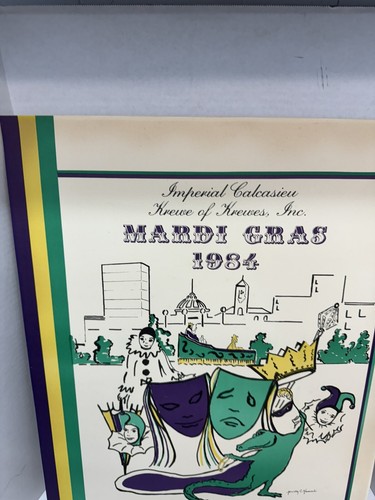 Imperial Calcasieu
Krewe of Krewes, Inc.
MARDI GRAS
1984